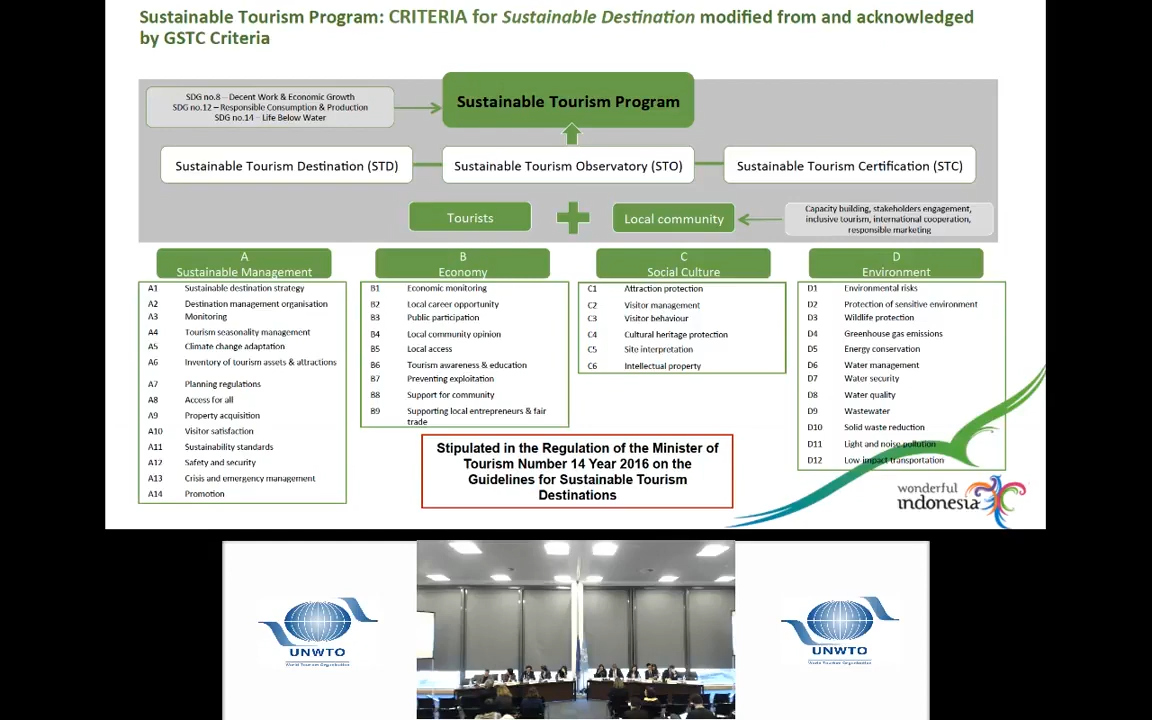 Sustainable Tourism Program: CRITERIA for Sustainable Destination modified from and acknowledged
by GSTC Criteria
SDG no.8 – Decent Work & Economic Growth
SDG no.12 – Responsible Consumption & Production
SDG no.14 – Life Below Water
Sustainable Tourism Program
Sustainable Tourism Destination (STD)
Sustainable Tourism Observatory (STO)
Sustainable Tourism Certification (STC)
Tourists
Local community
Capacity building, stakeholders engagement,
inclusive tourism, international cooperation,
responsible marketing
A
Sustainable Management
A1 Sustainable destination strategy
A2 Destination management organisation
A3 Monitoring
A4 Tourism seasonality management
A5 Climate change adaptation
A6 Inventory of tourism assets & attractions
A7 Planning regulations
A8 Access for all
A9 Property acquisition
A10 Visitor satisfaction
A11 Sustainability standards
A12 Safety and security
A13 Crisis and emergency management
A14 Promotion
B
Economy
B1 Economic monitoring
B2 Local career opportunity
B3 Public participation
B4 Local community opinion
B5 Local access
B6 Tourism awareness & education
B7 Preventing exploitation
B8 Support for community
B9 Supporting local entrepreneurs & fair
trade
C
Social Culture
C1 Attraction protection
C2 Visitor management
C3 Visitor behaviour
C4 Cultural heritage protection
C5 Site interpretation
C6 Intellectual property
D
Environment
D1 Environmental risks
D2 Protection of sensitive environment
D3 Wildlife protection
D4 Greenhouse gas emissions
D5 Energy conservation
D6 Water management
D7 Water security
D8 Water quality
D9 Wastewater
D10 Solid waste reduction
D11 Light and noise pollution
D12 Low impact transportation
Stipulated in the Regulation of the Minister of
Tourism Number 14 Year 2016 on the
Guidelines for Sustainable Tourism
Destinations
wonderful
indonesia
UNWTO
World Tourism Organization
UNWTO
World Tourism Organization